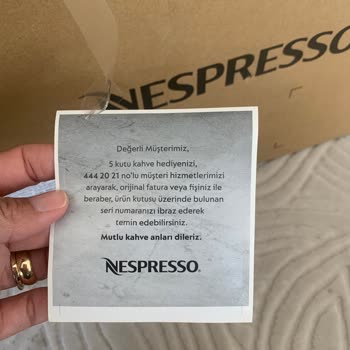 NESPRESSO
Değerli Müşterimiz,
5 kutu kahve hediyenizi,
444 20 21 no'lu müşteri hizmetlerimizi
arayarak, orijinal fatura veya fişiniz ile
beraber, ürün kutusu üzerinde bulunan
seri numaranızı ibraz ederek
temin edebilirsiniz.
Mutlu kahve anları dileriz.
NESPRESSO®